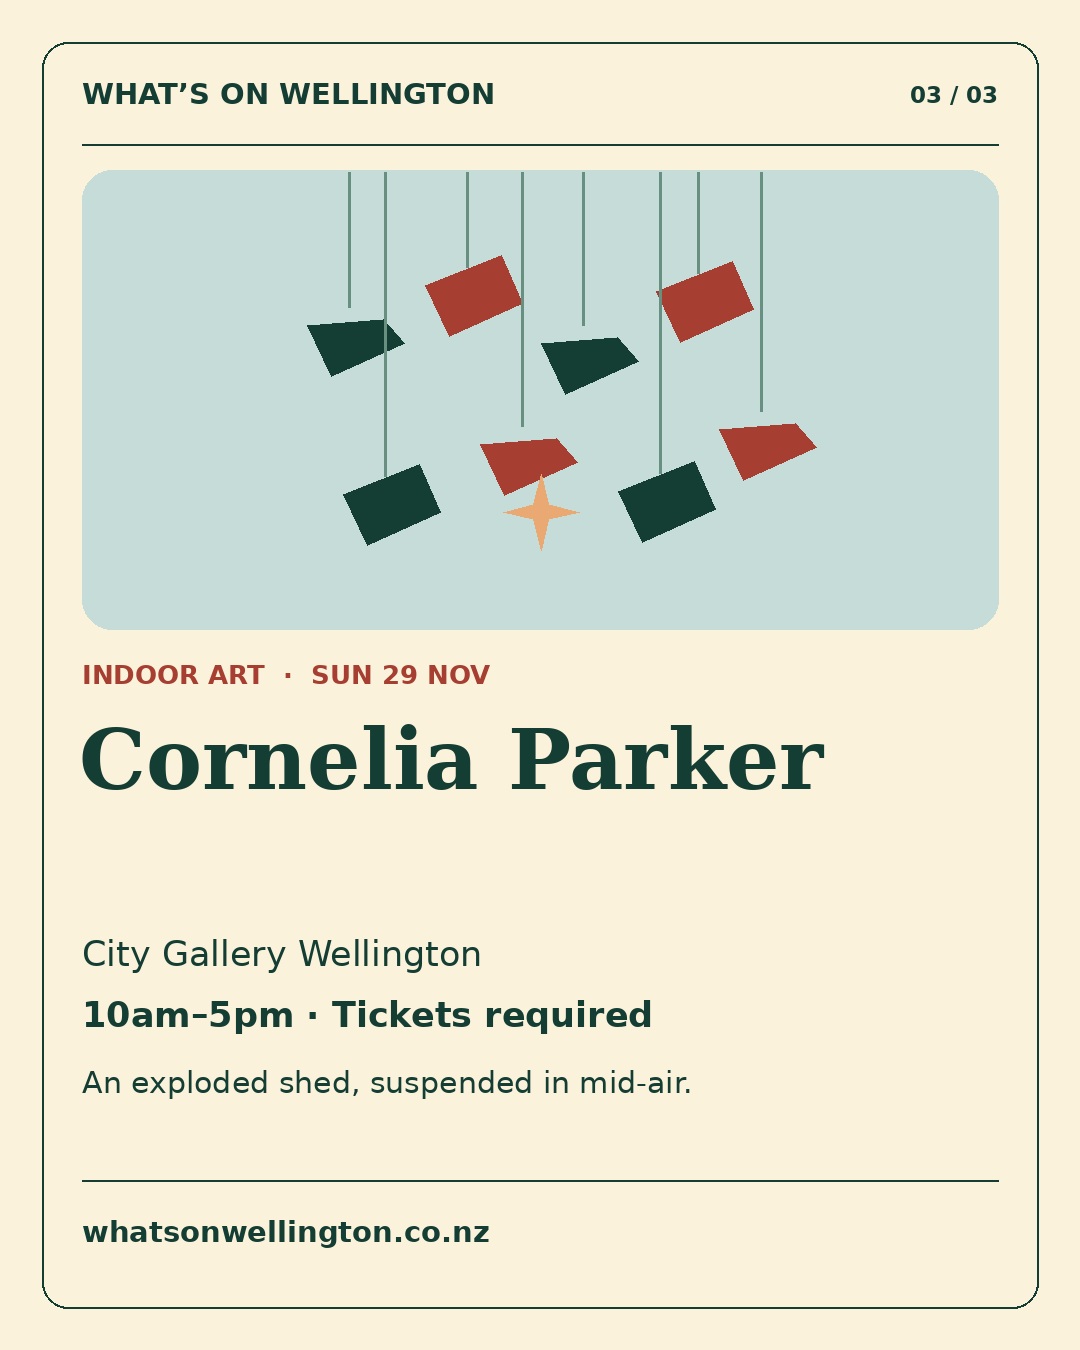 WHAT’S ON WELLINGTON
03 / 03
INDOOR ART · SUN 29 NOV
Cornelia Parker
City Gallery Wellington
10am–5pm · Tickets required
An exploded shed, suspended in mid-air.
whatsonwellington.co.nz